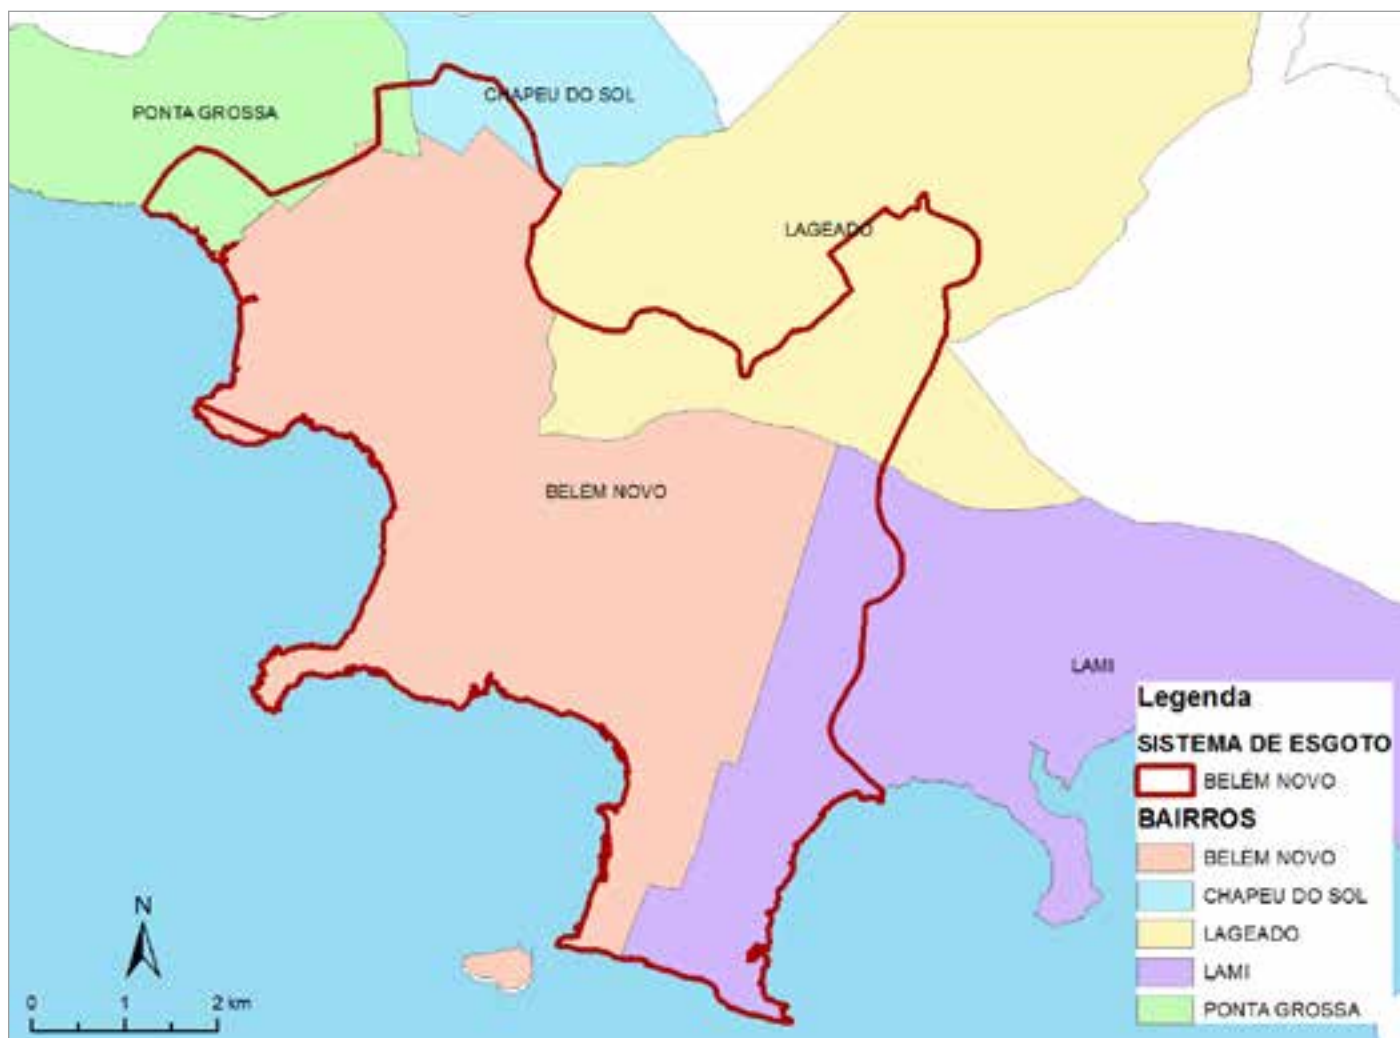 CHAPEU DO SOL
PONTA GROSSA
LAGEADO
BELEM NOVO
LAMI
Legenda
SISTEMA DE ESGOTO
BELÉM NOVO
BAIRROS
BELEM NOVO
CHAPEU DO SOL
LAGEADO
LAMI
PONTA GROSSA
N
0 1 2 km